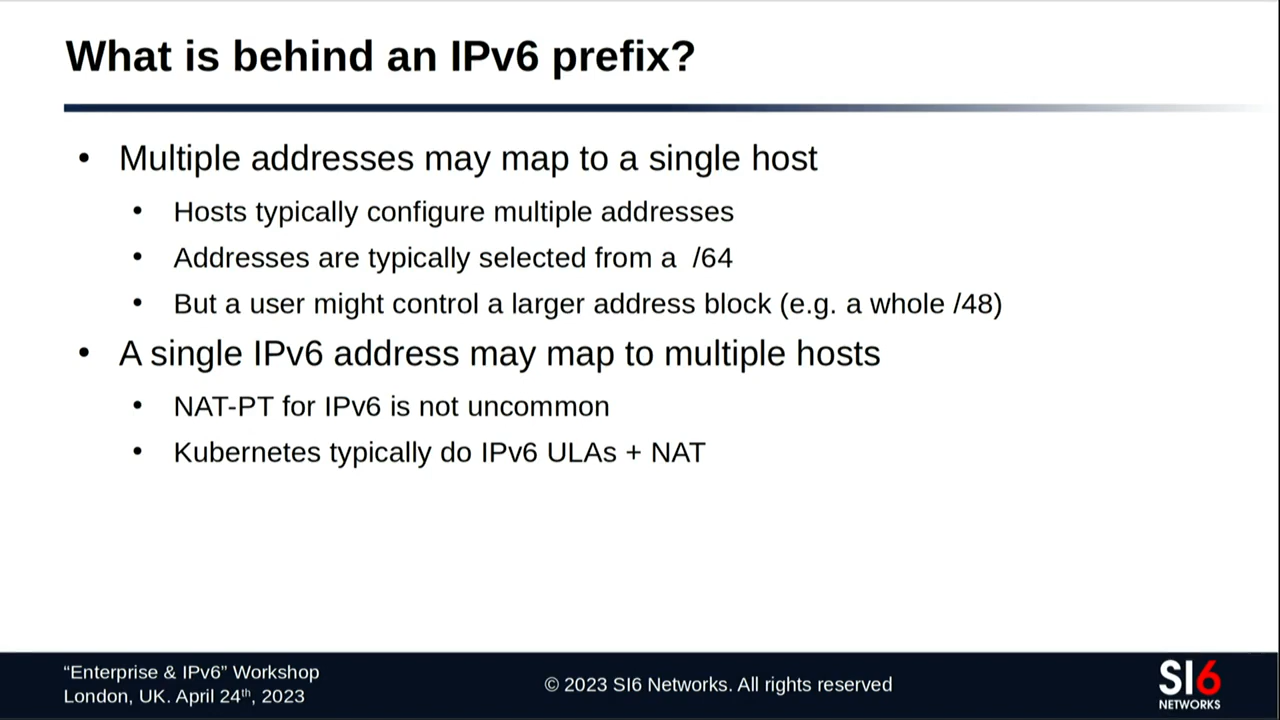 What is behind an IPv6 prefix?
• Multiple addresses may map to a single host
• Hosts typically configure multiple addresses
• Addresses are typically selected from a  /64
• But a user might control a larger address block (e.g. a whole /48)
• A single IPv6 address may map to multiple hosts
• NAT-PT for IPv6 is not uncommon
• Kubernetes typically do IPv6 ULAs + NAT
“Enterprise & IPv6” Workshop
London, UK. April 24th, 2023
© 2023 SI6 Networks. All rights reserved
SI6
NETWORKS